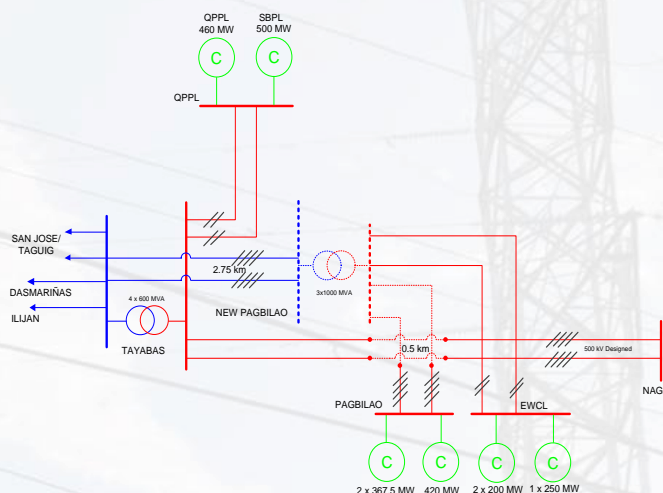 QPPL
460 MW
SBPL
500 MW
C
C
QPPL
SAN JOSE/
TAGUIG
DASMARIÑAS
ILIJAN
4 x 600 MVA
TAYABAS
2.75 km
NEW PAGBILAO
3x1000 MVA
0.5 km
500 kV Designed
NAG
PAGBILAO
EWCL
C
C
C
C
2 x 367.5 MW
420 MW
2 x 200 MW
1 x 250 MW